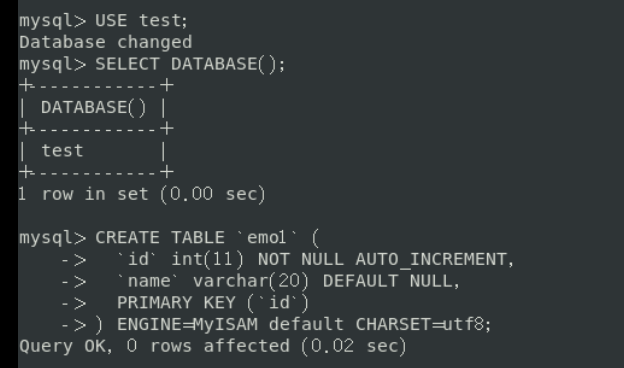 mysql> USE test;
Database changed
mysql> SELECT DATABASE();
+------------+
| DATABASE() |
+------------+
| test       |
+------------+
1 row in set (0.00 sec)

mysql> CREATE TABLE `emo1` (
    ->   `id` int(11) NOT NULL AUTO_INCREMENT,
    ->   `name` varchar(20) DEFAULT NULL,
    ->   PRIMARY KEY (`id`)
    -> ) ENGINE=MyISAM default CHARSET=utf8;
Query OK, 0 rows affected (0.02 sec)